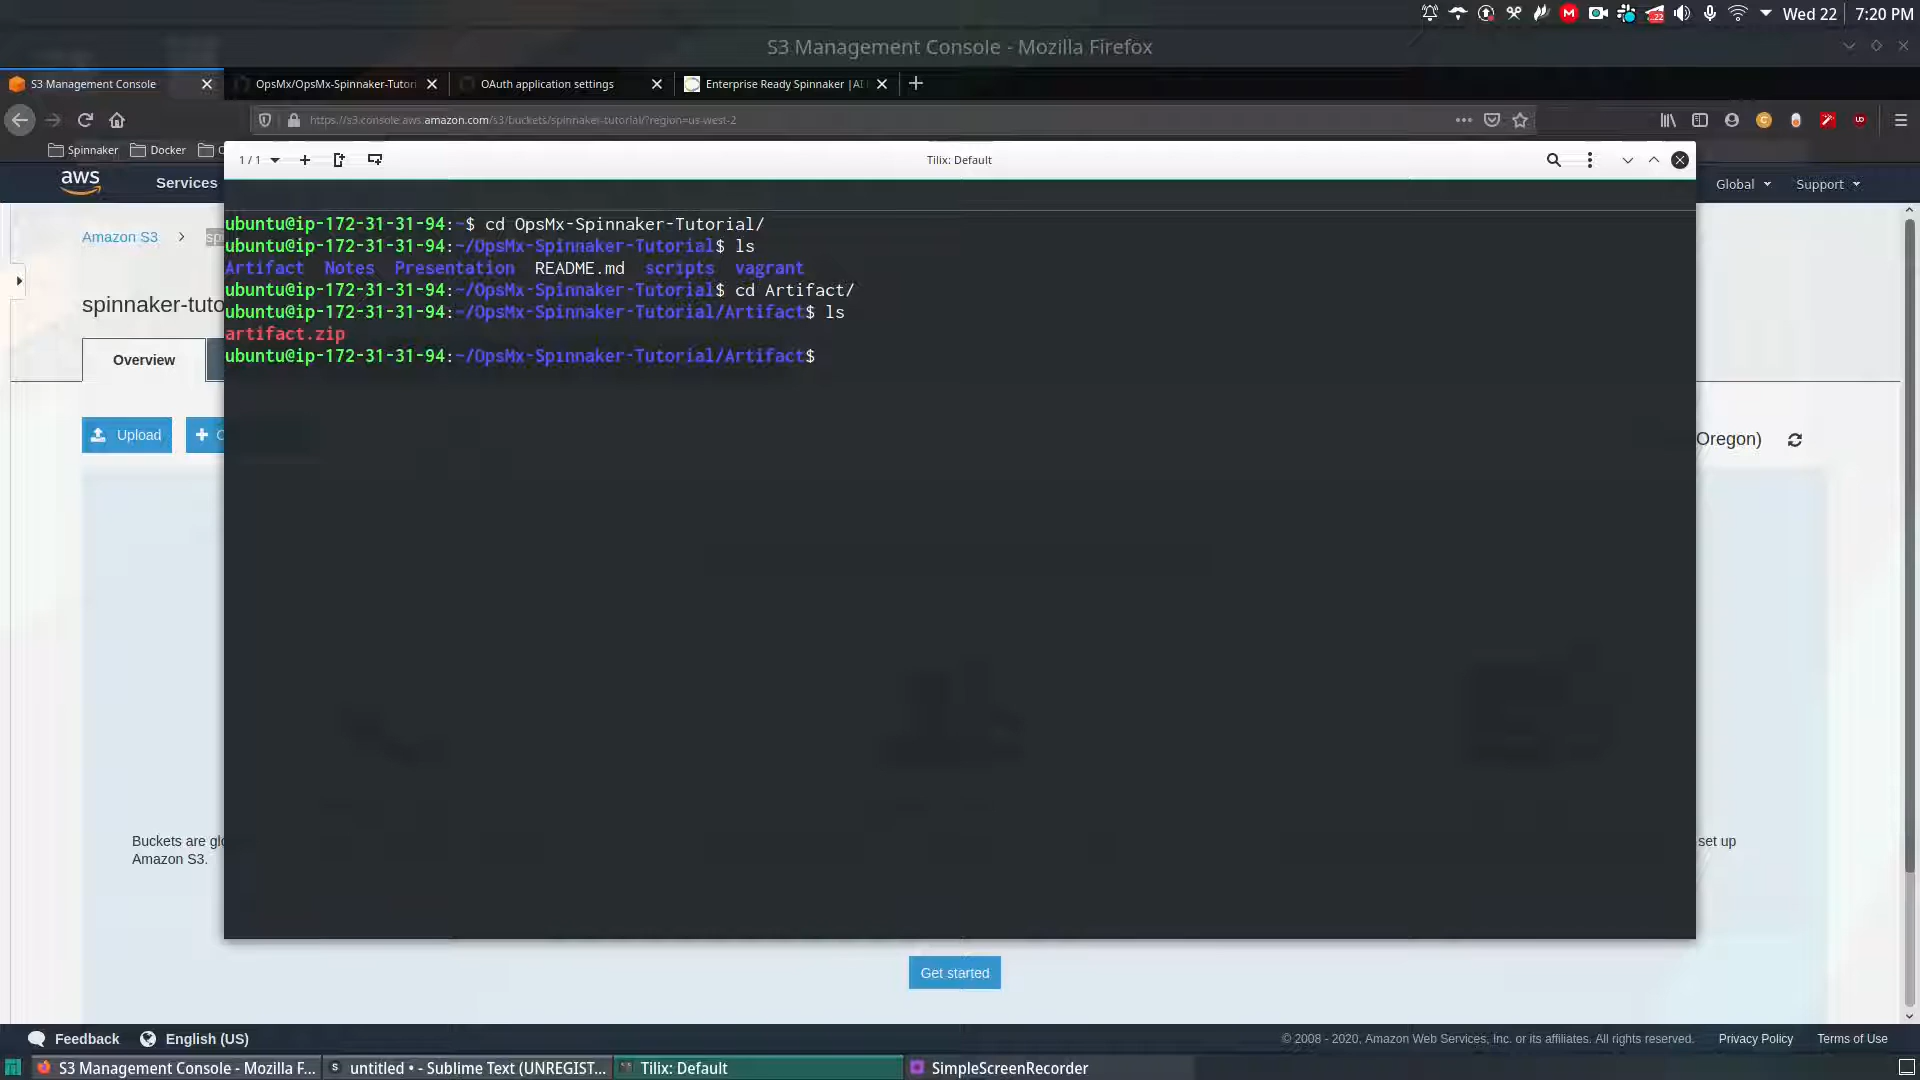 Wed 22 7:20 PM
S3 Management Console - Mozilla Firefox
S3 Management Console
OpsMx/OpsMx-Spinnaker-Tutori
OAuth application settings
Enterprise Ready Spinnaker |AI
https://s3.console.aws.amazon.com/s3/buckets/spinnaker-tutorial/?region=us-west-2
Spinnaker Docker
1 / 1 Tilix: Default
aws Services Global Support
ubuntu@ip-172-31-31-94:~$ cd OpsMx-Spinnaker-Tutorial/
ubuntu@ip-172-31-31-94:~/OpsMx-Spinnaker-Tutorial$ ls
Artifact Notes Presentation README.md scripts vagrant
ubuntu@ip-172-31-31-94:~/OpsMx-Spinnaker-Tutorial$ cd Artifact/
ubuntu@ip-172-31-31-94:~/OpsMx-Spinnaker-Tutorial/Artifact$ ls
artifact.zip
ubuntu@ip-172-31-31-94:~/OpsMx-Spinnaker-Tutorial/Artifact$
Amazon S3 sp
spinnaker-tuto
Overview
Upload
Oregon)
Buckets are glo
set up
Amazon S3.
Get started
Feedback English (US)
© 2008 - 2020, Amazon Web Services, Inc. or its affiliates. All rights reserved. Privacy Policy Terms of Use
S3 Management Console - Mozilla F... untitled • - Sublime Text (UNREGIST... Tilix: Default SimpleScreenRecorder